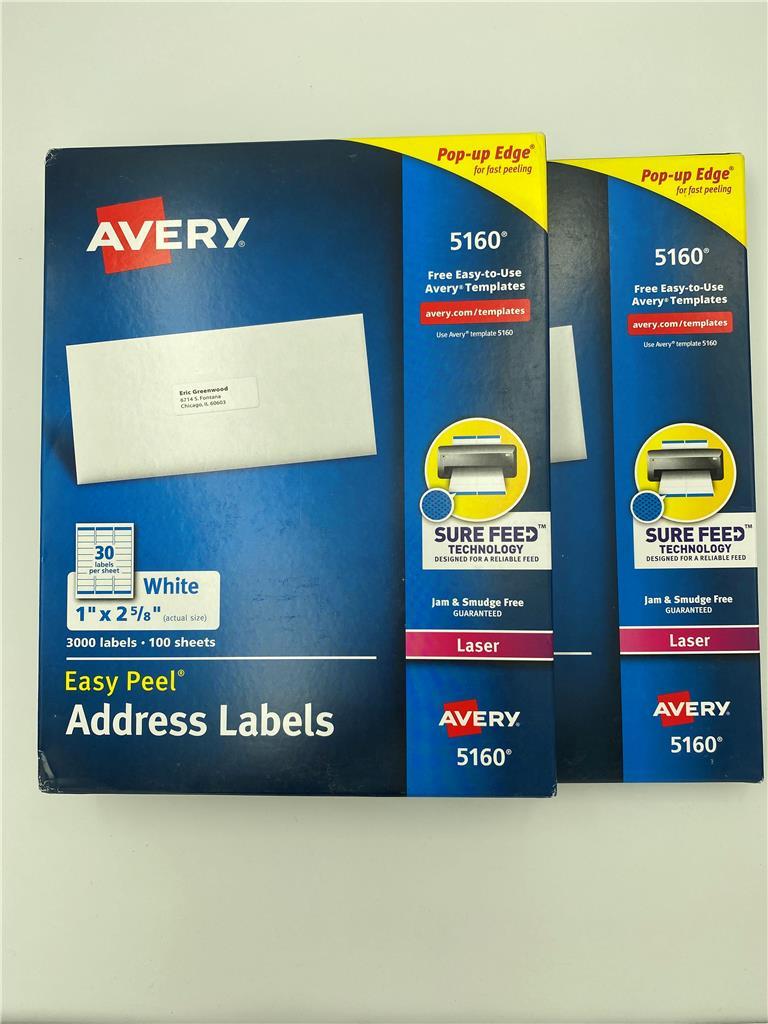 Pop-up Edge®
for fast peeling
AVERY®
5160®
Free Easy-to-Use
Avery® Templates
avery.com/templates
Use Avery® template 5160
Eric Greenwood
6714 S. Fontana
Chicago, IL 60603
SURE FEED™
TECHNOLOGY
DESIGNED FOR A RELIABLE FEED
30
labels
per sheet
White
1" x 2 5/8" (actual size)
3000 labels • 100 sheets
Jam & Smudge Free
GUARANTEED
Laser
Easy Peel®
Address Labels
AVERY.
5160®
Pop-up Edge®
for fast peeling
5160®
Free Easy-to-Use
Avery® Templates
avery.com/templates
Use Avery® template 5160
SURE FEED™
TECHNOLOGY
DESIGNED FOR A RELIABLE FEED
Jam & Smudge Free
GUARANTEED
Laser
AVERY.
5160®